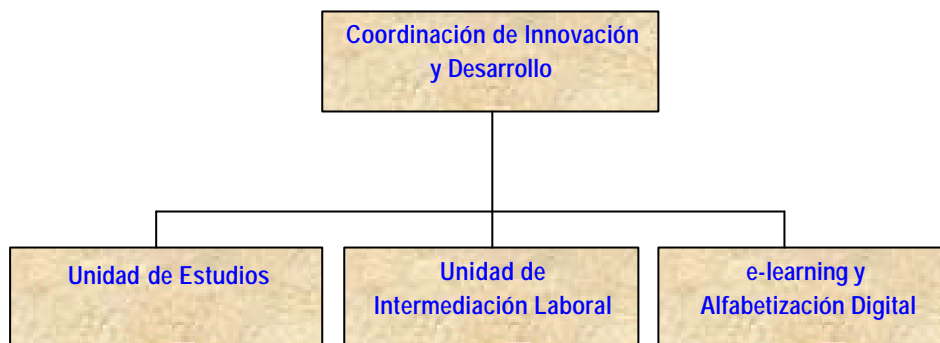 Coordinación de Innovación
y Desarrollo
Unidad de Estudios
Unidad de
Intermediación Laboral
e-learning y
Alfabetización Digital